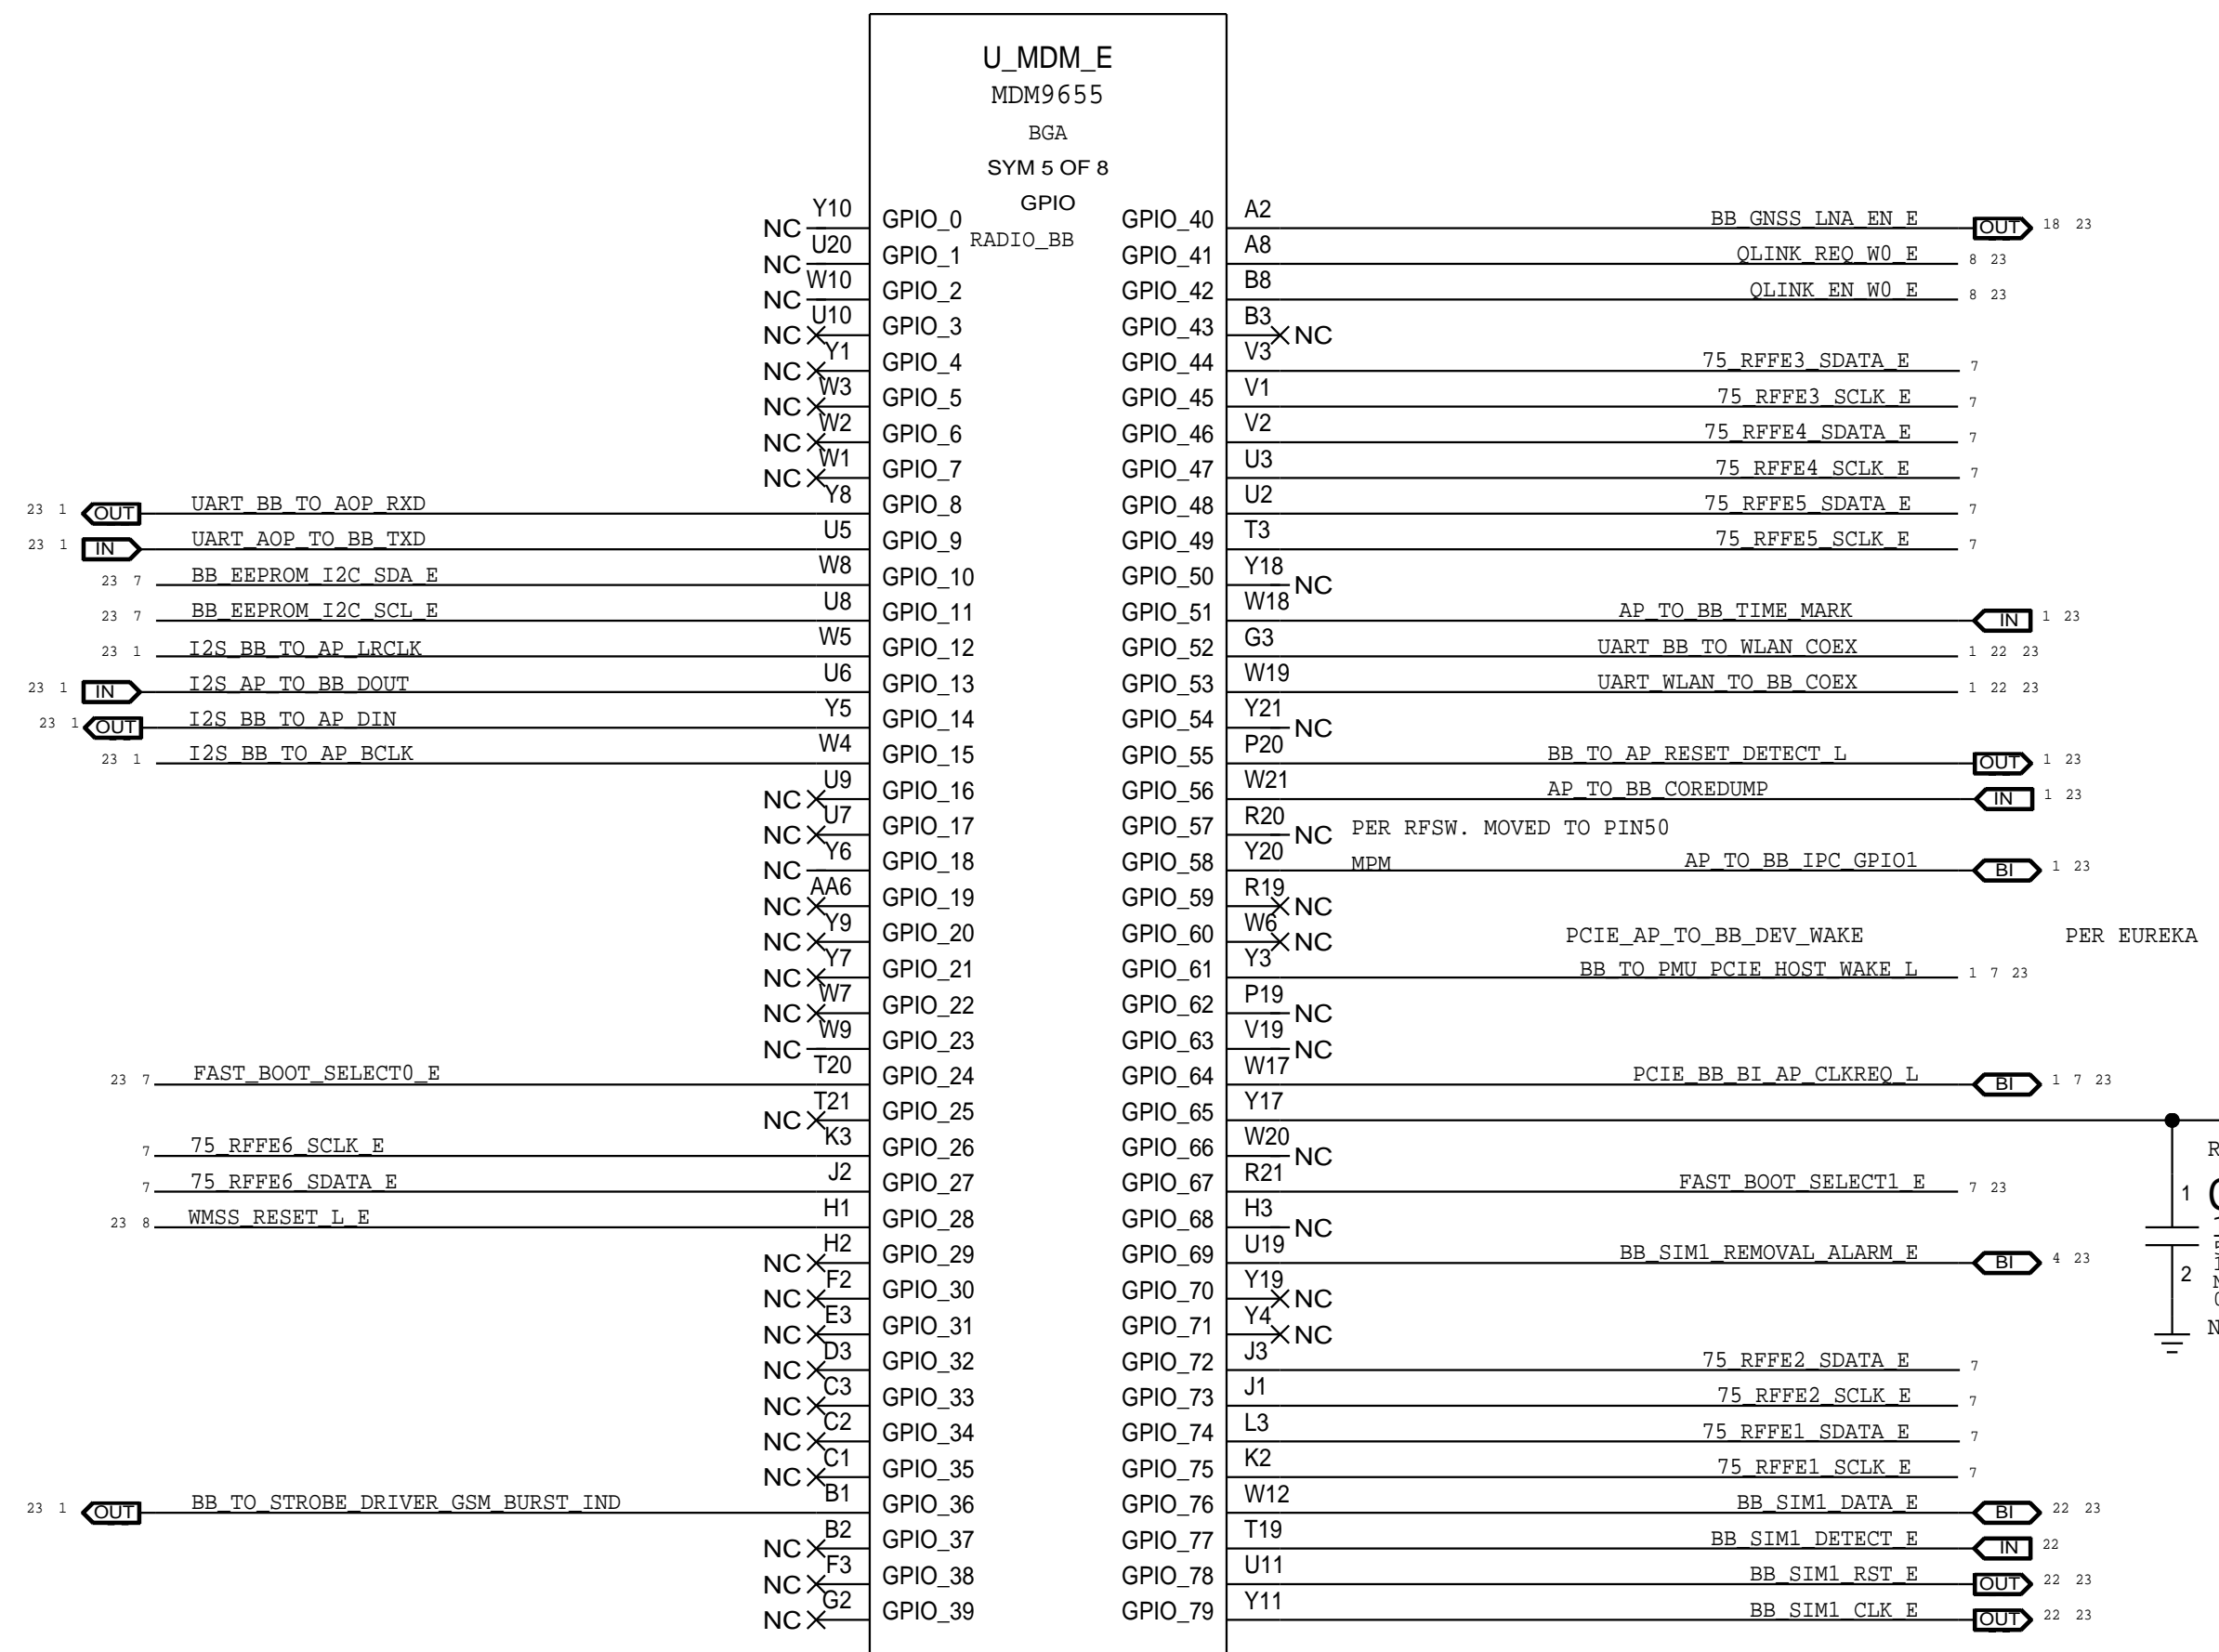 U_MDM_E
MDM9655
BGA
SYM 5 OF 8
GPIO
RADIO_BB
NC Y10 GPIO_0 GPIO_40 A2 BB_GNSS_LNA_EN_E OUT 18 23
NC U20 GPIO_1 GPIO_41 A8 QLINK_REQ_W0_E 8 23
NC W10 GPIO_2 GPIO_42 B8 QLINK_EN_W0_E 8 23
NC U10 GPIO_3 GPIO_43 B3 NC
NC Y1 GPIO_4 GPIO_44 V3 75_RFFE3_SDATA_E 7
NC W3 GPIO_5 GPIO_45 V1 75_RFFE3_SCLK_E 7
NC W2 GPIO_6 GPIO_46 V2 75_RFFE4_SDATA_E 7
NC W1 GPIO_7 GPIO_47 U3 75_RFFE4_SCLK_E 7
23 1 OUT UART_BB_TO_AOP_RXD Y8 GPIO_8 GPIO_48 U2 75_RFFE5_SDATA_E 7
23 1 IN UART_AOP_TO_BB_TXD U5 GPIO_9 GPIO_49 T3 75_RFFE5_SCLK_E 7
23 7 BB_EEPROM_I2C_SDA_E W8 GPIO_10 GPIO_50 Y18 NC
23 7 BB_EEPROM_I2C_SCL_E U8 GPIO_11 GPIO_51 W18 AP_TO_BB_TIME_MARK IN 1 23
23 1 I2S_BB_TO_AP_LRCLK W5 GPIO_12 GPIO_52 G3 UART_BB_TO_WLAN_COEX 1 22 23
23 1 IN I2S_AP_TO_BB_DOUT U6 GPIO_13 GPIO_53 W19 UART_WLAN_TO_BB_COEX 1 22 23
23 1 OUT I2S_BB_TO_AP_DIN Y5 GPIO_14 GPIO_54 Y21 NC
23 1 I2S_BB_TO_AP_BCLK W4 GPIO_15 GPIO_55 P20 BB_TO_AP_RESET_DETECT_L OUT 1 23
NC U9 GPIO_16 GPIO_56 W21 AP_TO_BB_COREDUMP IN 1 23
NC U7 GPIO_17 GPIO_57 R20 NC PER RFSW. MOVED TO PIN50
NC Y6 GPIO_18 GPIO_58 Y20 MPM AP_TO_BB_IPC_GPIO1 BI 1 23
NC AA6 GPIO_19 GPIO_59 R19 NC
NC Y9 GPIO_20 GPIO_60 W6 NC PCIE_AP_TO_BB_DEV_WAKE PER EUREKA
NC Y7 GPIO_21 GPIO_61 Y3 BB_TO_PMU_PCIE_HOST_WAKE_L 1 7 23
NC W7 GPIO_22 GPIO_62 P19 NC
NC W9 GPIO_23 GPIO_63 V19 NC
23 7 FAST_BOOT_SELECT0_E T20 GPIO_24 GPIO_64 W17 PCIE_BB_BI_AP_CLKREQ_L BI 1 7 23
NC T21 GPIO_25 GPIO_65 Y17
7 75_RFFE6_SCLK_E K3 GPIO_26 GPIO_66 W20 NC
7 75_RFFE6_SDATA_E J2 GPIO_27 GPIO_67 R21 FAST_BOOT_SELECT1_E 7 23 1
23 8 WMSS_RESET_L_E H1 GPIO_28 GPIO_68 H3 NC
NC H2 GPIO_29 GPIO_69 U19 BB_SIM1_REMOVAL_ALARM_E BI 4 23 2
NC F2 GPIO_30 GPIO_70 Y19 NC
NC E3 GPIO_31 GPIO_71 Y4 NC
NC D3 GPIO_32 GPIO_72 J3 75_RFFE2_SDATA_E 7
NC C3 GPIO_33 GPIO_73 J1 75_RFFE2_SCLK_E 7
NC C2 GPIO_34 GPIO_74 L3 75_RFFE1_SDATA_E 7
NC C1 GPIO_35 GPIO_75 K2 75_RFFE1_SCLK_E 7
23 1 OUT BB_TO_STROBE_DRIVER_GSM_BURST_IND B1 GPIO_36 GPIO_76 W12 BB_SIM1_DATA_E BI 22 23
NC B2 GPIO_37 GPIO_77 T19 BB_SIM1_DETECT_E IN 22
NC F3 GPIO_38 GPIO_78 U11 BB_SIM1_RST_E OUT 22 23
NC G2 GPIO_39 GPIO_79 Y11 BB_SIM1_CLK_E OUT 22 23